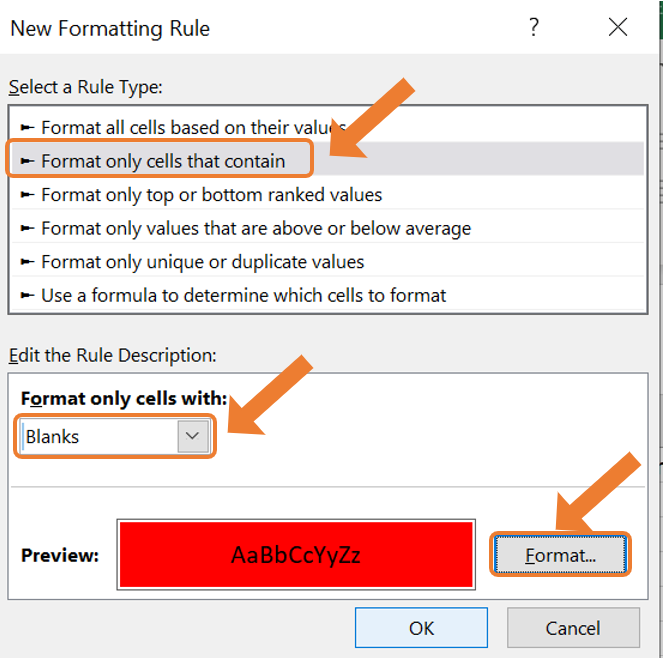 New Formatting Rule ?
Select a Rule Type:
► Format all cells based on their values
► Format only cells that contain
► Format only top or bottom ranked values
► Format only values that are above or below average
► Format only unique or duplicate values
► Use a formula to determine which cells to format
Edit the Rule Description:
Format only cells with:
Blanks
Preview: AaBbCcYyZz Format...
OK Cancel